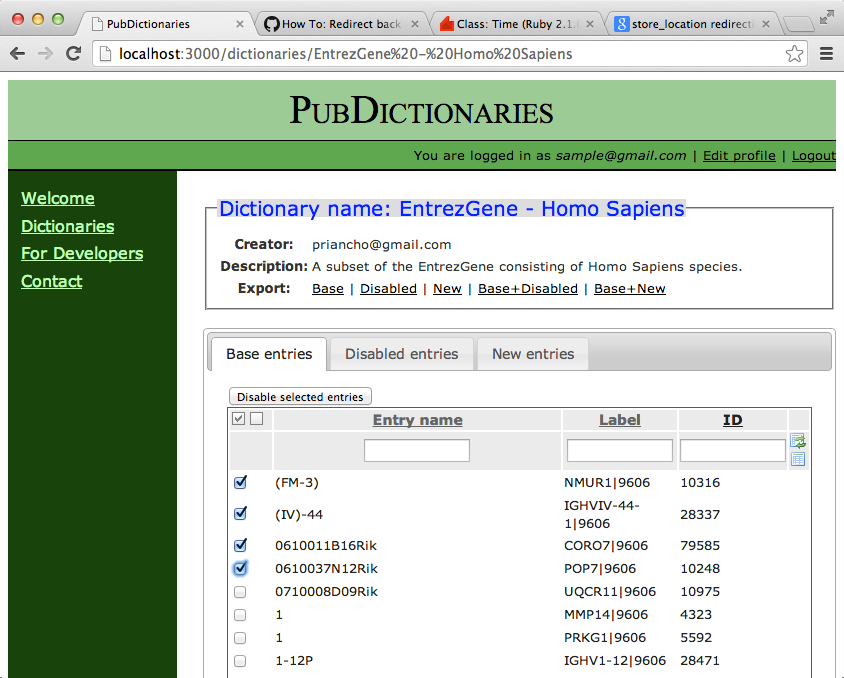 PubDictionaries
How To: Redirect back
Class: Time (Ruby 2.1.
store_location redirecti
localhost:3000/dictionaries/EntrezGene%20-%20Homo%20Sapiens
PubDictionaries
You are logged in as sample@gmail.com | Edit profile | Logout
Welcome
Dictionaries
For Developers
Contact
Dictionary name: EntrezGene - Homo Sapiens
Creator: priancho@gmail.com
Description: A subset of the EntrezGene consisting of Homo Sapiens species.
Export: Base | Disabled | New | Base+Disabled | Base+New
Base entries Disabled entries New entries
Disable selected entries
Entry name Label ID
(FM-3) NMUR1|9606 10316
(IV)-44 IGHVIV-44-
1|9606 28337
0610011B16Rik CORO7|9606 79585
0610037N12Rik POP7|9606 10248
0710008D09Rik UQCR11|9606 10975
1 MMP14|9606 4323
1 PRKG1|9606 5592
1-12P IGHV1-12|9606 28471